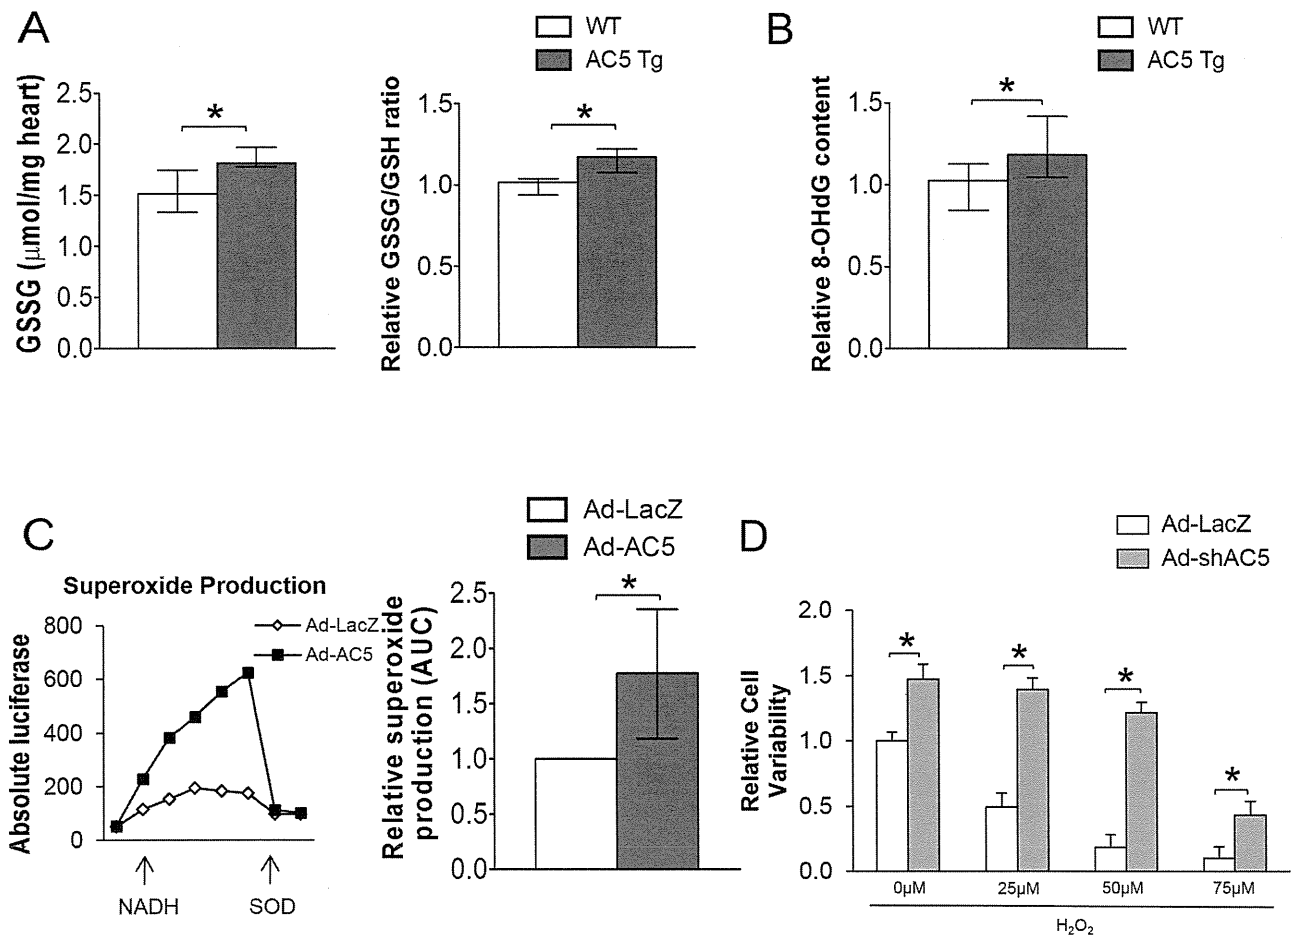 A
WT
AC5 Tg
GSSG (μmol/mg heart)
2.5
2.0
1.5
1.0
0.5
0.0
*
Relative GSSG/GSH ratio
1.5
1.0
0.5
0.0
*
B
WT
AC5 Tg
Relative 8-OHdG content
1.5
1.0
0.5
0.0
*
C
Superoxide Production
Absolute luciferase
800
600
400
200
0
Ad-LacZ
Ad-AC5
NADH
SOD
Ad-LacZ
Ad-AC5
Relative superoxide
production (AUC)
2.5
2.0
1.5
1.0
0.5
0.0
*
D
Ad-LacZ
Ad-shAC5
Relative Cell
Variability
2.0
1.5
1.0
0.5
0.0
*
*
*
*
0μM
25μM
50μM
75μM
H₂O₂